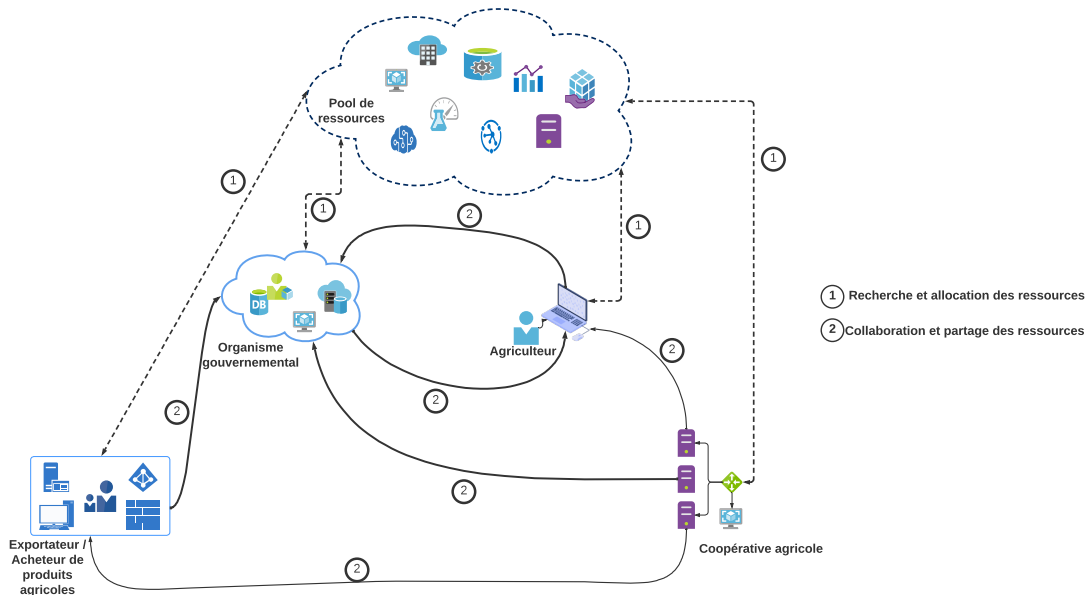 Pool de
ressources
1
1
2
1
1
DB
Organisme
gouvernemental
Agriculteur
1 Recherche et allocation des ressources
2 Collaboration et partage des ressources
2
2
2
2
Exportateur /
Acheteur de
produits
agricoles
Coopérative agricole
2